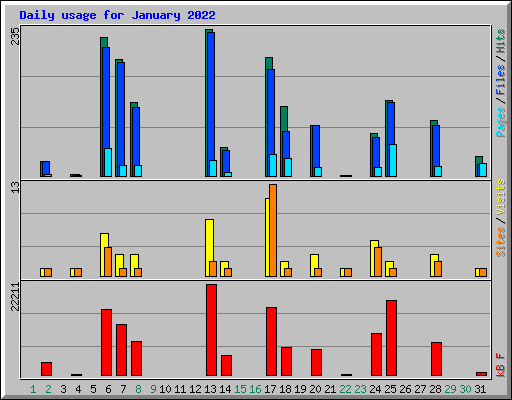 Daily usage for January 2022
235
Pages / Files / Hits
13
Sites / Visits
22211
kB F
1 2 3 4 5 6 7 8 9 10 11 12 13 14 15 16 17 18 19 20 21 22 23 24 25 26 27 28 29 30 31